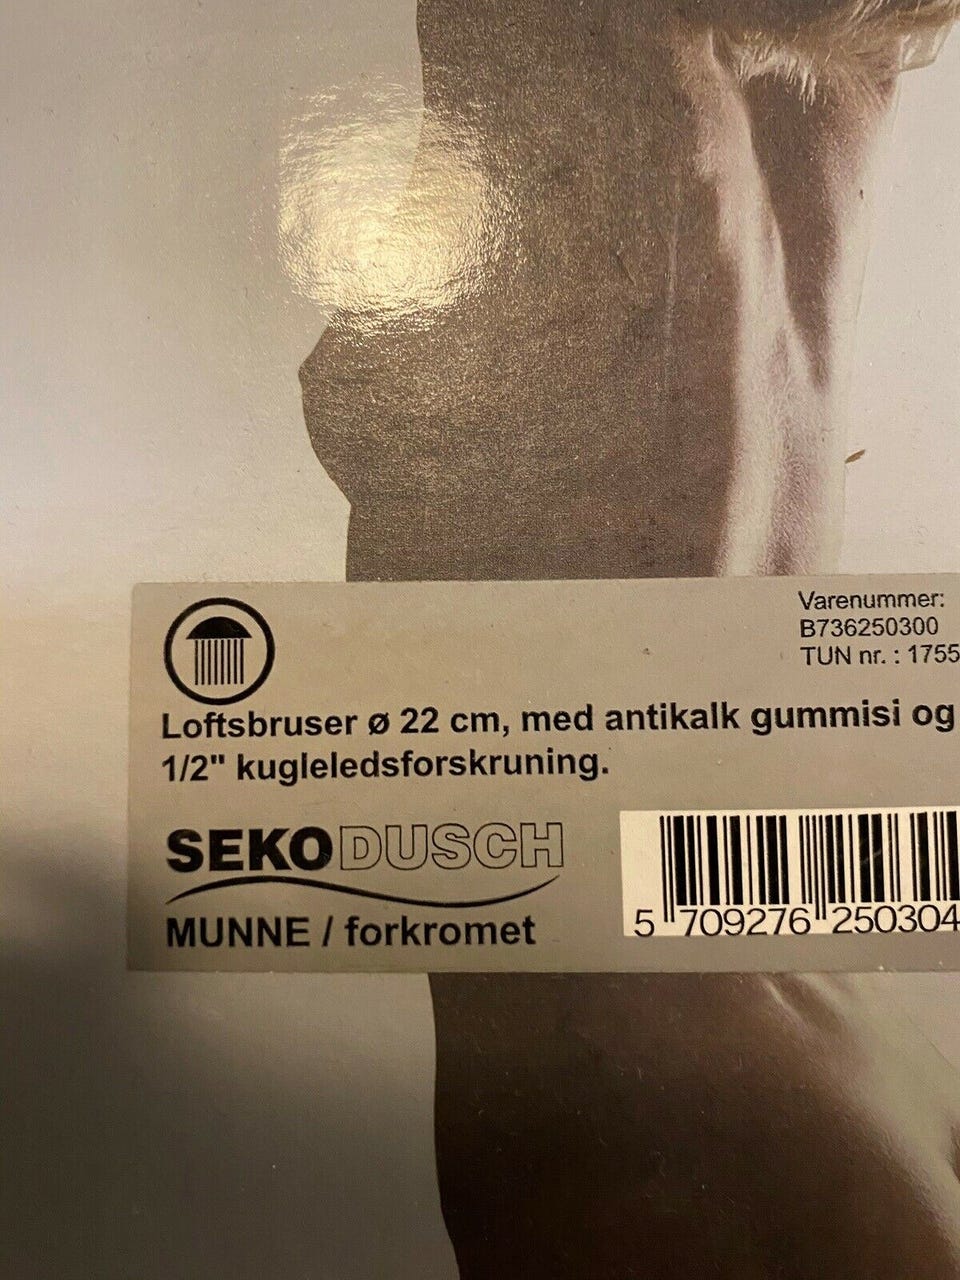 Varenummer:
B736250300
TUN nr. : 1755
Loftsbruser ø 22 cm, med antikalk gummisi og
1/2" kugleledsforskruning.
SEKODUSCH
MUNNE / forkromet
5 709276 250304